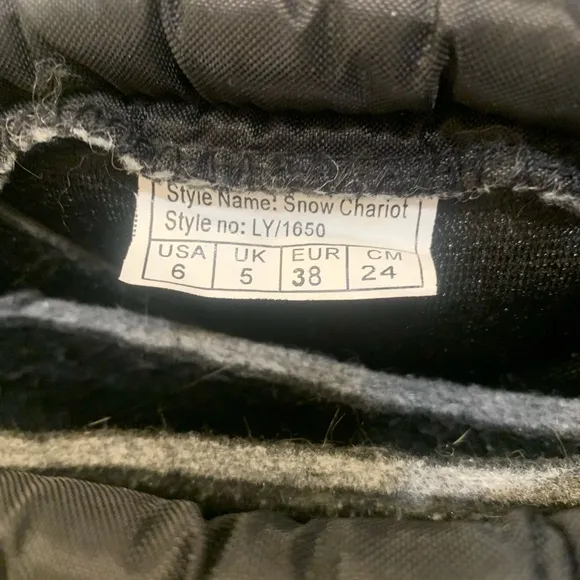 Style Name: Snow Chariot
Style no: LY/1650
USA UK EUR CM
6 5 38 24